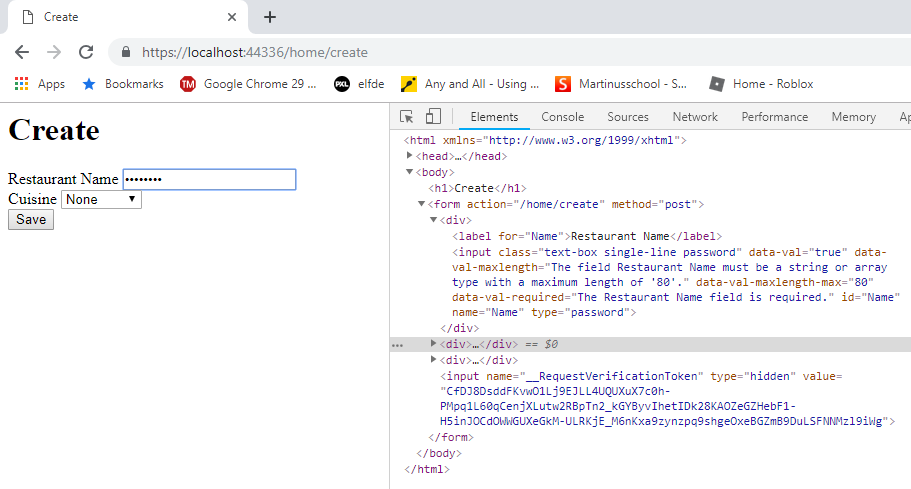 Create
https://localhost:44336/home/create
Apps Bookmarks Google Chrome 29 ... elfde Any and All - Using ... Martinusschool - S... Home - Roblox
Create
Restaurant Name ••••••••
Cuisine None
Save
Elements Console Sources Network Performance Memory Ap
<html xmlns="http://www.w3.org/1999/xhtml">
<head>…</head>
<body>
<h1>Create</h1>
<form action="/home/create" method="post">
<div>
<label for="Name">Restaurant Name</label>
<input class="text-box single-line password" data-val="true" data-
val-maxlength="The field Restaurant Name must be a string or array
type with a maximum length of '80'." data-val-maxlength-max="80"
data-val-required="The Restaurant Name field is required." id="Name"
name="Name" type="password">
</div>
<div>…</div> == $0
<div>…</div>
<input name="__RequestVerificationToken" type="hidden" value=
"CfDJ8DsddFKvwO1Lj9EJLL4UQUXuX7c0h-
PMpq1L60qCenjXLutw2RBpTn2_kGYByvIhetIDk28KAOZeGZHebF1-
H5inJOCdOWWGUXeGkM-ULRKjE_M6nKxa9zynzpq9shgeOxeBGZmB9DuLSFNNMzl9iWg">
</form>
</body>
</html>